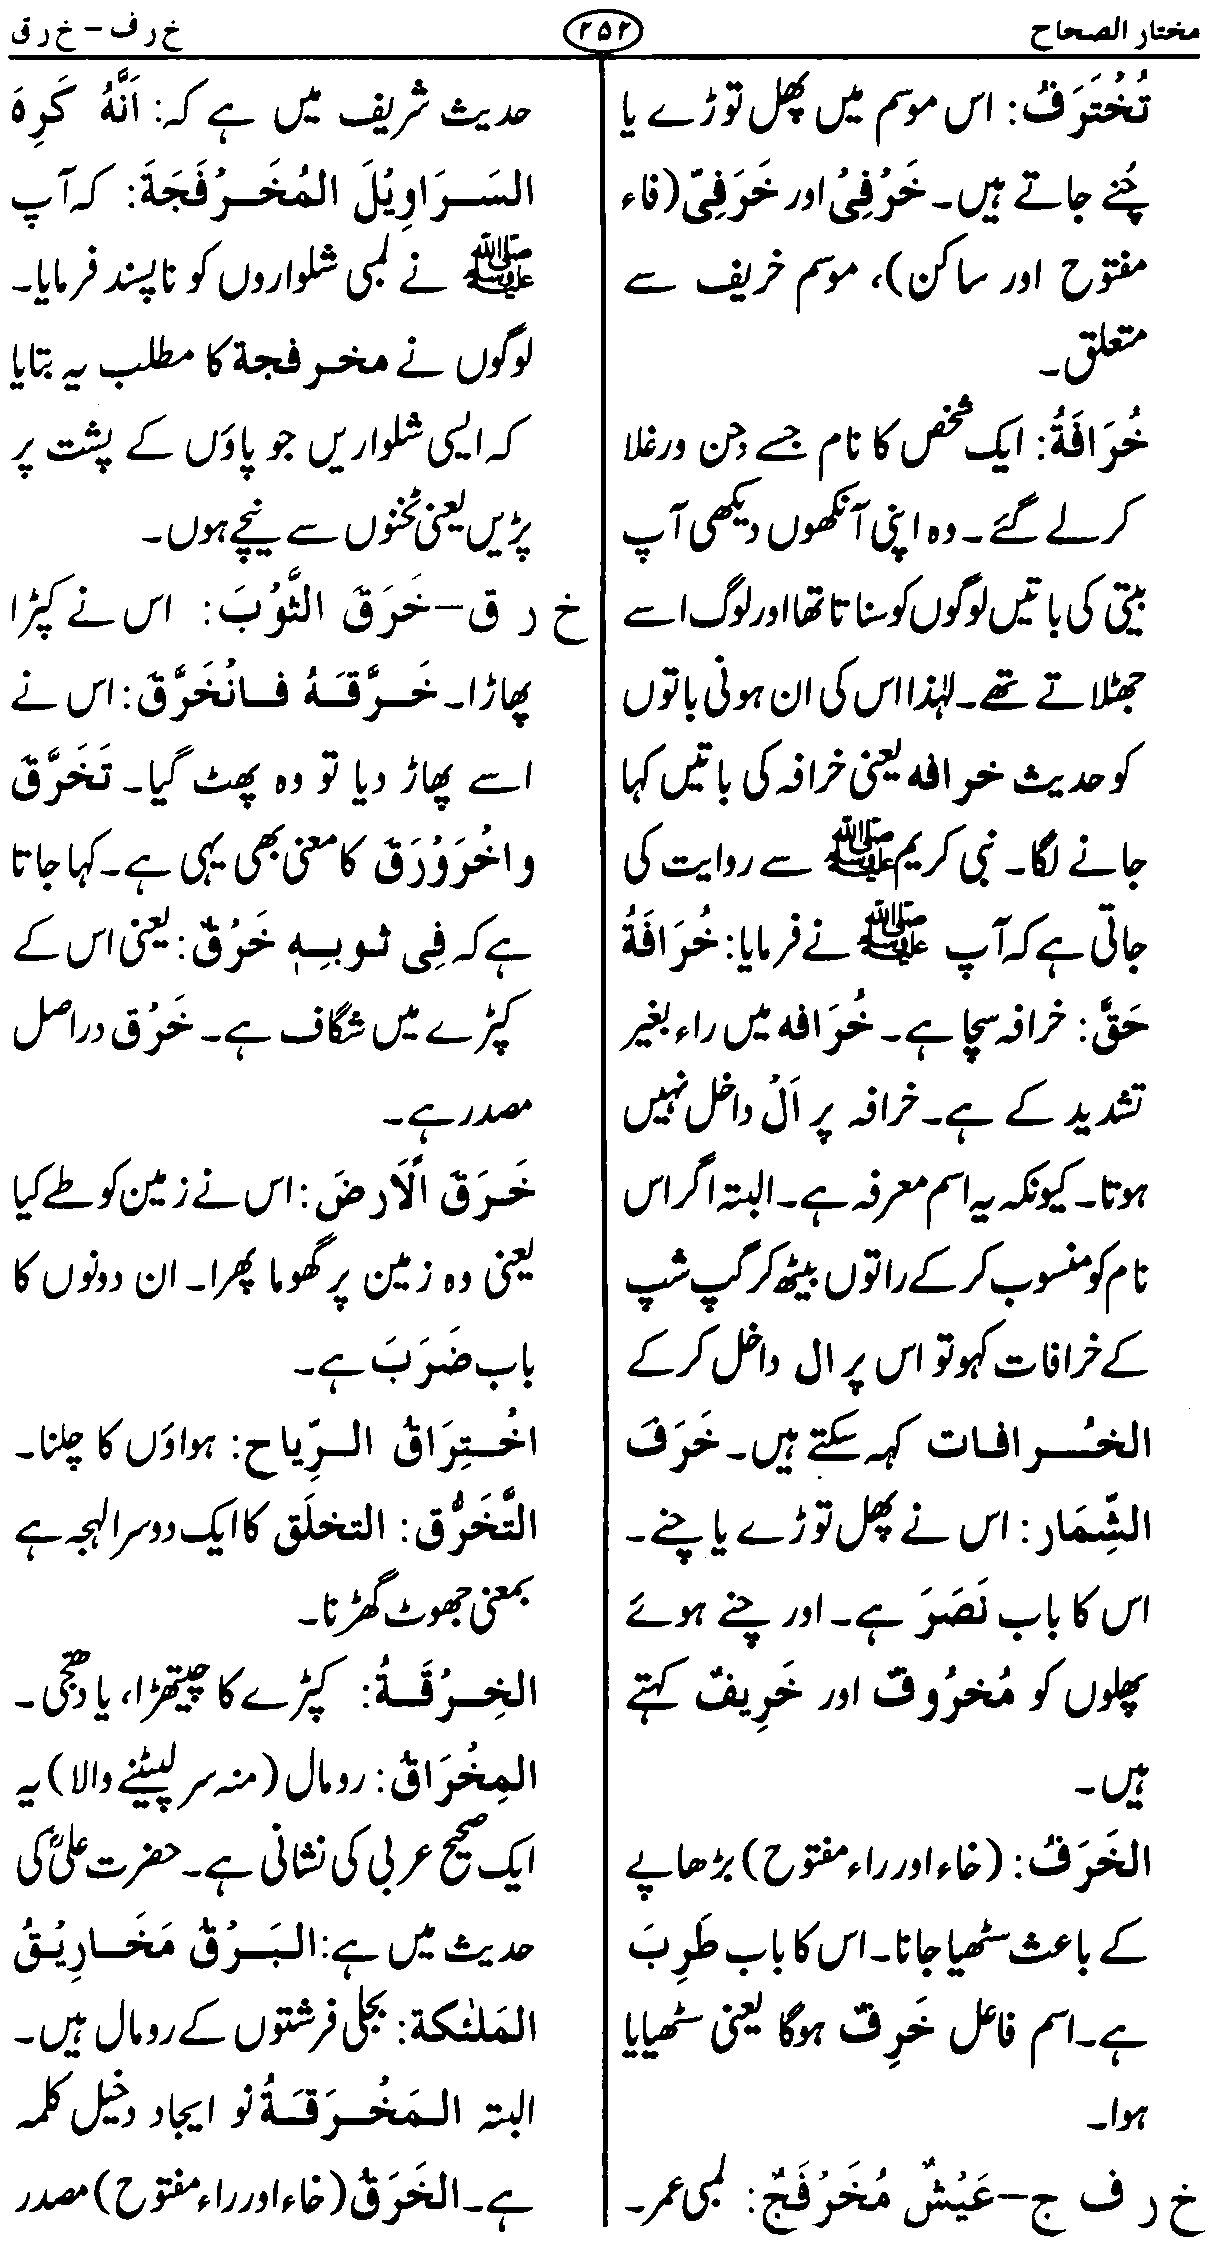 مختار الصحاح ۲۵۲ خ ر ف – خ ر ق
تُخْتَرَفُ: اس موسم میں پھل توڑے یا
چُنے جاتے ہیں۔ خَرْفِیٌ اور خَرَفِیٌّ (فاء
مفتوح اور ساکن)، موسم خریف سے
متعلق۔
خُرَافَةُ: ایک شخص کا نام جسے جن ورغلا
کر لے گئے۔ وہ اپنی آنکھوں دیکھی آپ
بیتی کی باتیں لوگوں کو سناتا تھا اور لوگ اسے
جھٹلاتے تھے۔ لہٰذا اس کی ان ہونی باتوں
کو حدیث خرافہ یعنی خرافہ کی باتیں کہا
جانے لگا۔ نبی کریم ﷺ سے روایت کی
جاتی ہے کہ آپ ﷺ نے فرمایا: خُرَافَةُ
حَقٌّ: خرافہ سچا ہے۔ خُرَافه میں راء بغیر
تشدید کے ہے۔ خرافہ پر اَلْ داخل نہیں
ہوتا۔ کیونکہ یہ اسم معرفہ ہے۔ البتہ اگر اس
نام کو منسوب کر کے راتوں بیٹھ کر گپ شپ
کے خرافات کہو تو اس پر ال داخل کر کے
الخُرافات کہہ سکتے ہیں۔ خَرَفَ
الثِّمَار: اس نے پھل توڑے یا چنے۔
اس کا باب نَصَرَ ہے۔ اور چنے ہوئے
پھلوں کو مَخْرُوفٌ اور خَرِیفٌ کہتے
ہیں۔
الخَرَفُ: (خاء اور راء مفتوح) بڑھاپے
کے باعث سٹھیا جانا۔ اس کا باب طَرِبَ
ہے۔ اسم فاعل خَرِفٌ ہوگا یعنی سٹھیایا
ہوا۔
خ ر ف ج – عَیْشٌ مُخَرْفَجٌ: لمبی عمر۔
حدیث شریف میں ہے کہ: اَنَّهُ كَرِهَ
السَرَاوِيْلَ المُخَرْفَجَةَ: کہ آپ
ﷺ نے لمبی شلواروں کو ناپسند فرمایا۔
لوگوں نے مخرفجة کا مطلب یہ بتایا
کہ ایسی شلواریں جو پاؤں کے پشت پر
پڑیں یعنی ٹخنوں سے نیچے ہوں۔
خ ر ق – خَرَقَ الثَّوْبَ: اس نے کپڑا
پھاڑا۔ خَرَّقَهُ فَانْخَرَّقَ: اس نے
اسے پھاڑ دیا تو وہ پھٹ گیا۔ تَخَرَّقَ
و اخْرَوْرَقَ کا معنی بھی یہی ہے۔ کہا جاتا
ہے کہ فِی ثوبِهٖ خَرْقٌ: یعنی اس کے
کپڑے میں شگاف ہے۔ خَرْق دراصل
مصدر ہے۔
خَرَقَ الْاَرضَ: اس نے زمین کو طے کیا
یعنی وہ زمین پر گھوما پھرا۔ ان دونوں کا
باب ضَرَبَ ہے۔
اخْتِرَاقُ الرِّياح: ہواؤں کا چلنا۔
التَّخَرُّق: التخلَق کا ایک دوسرا لہجہ ہے
بمعنی جھوٹ گھڑنا۔
الخِرْقَةُ: کپڑے کا چیتھڑا، یا دھجی۔
المِخْرَاقُ: رومال (منہ سر لپیٹنے والا) یہ
ایک صحیح عربی کی نشانی ہے۔ حضرت علیؓ کی
حدیث میں ہے: البَرْقُ مَخَارِيْقُ
المَلٰئكة: بجلی فرشتوں کے رومال ہیں۔
البتہ المَخْرَقَةُ نو ایجاد دخیل کلمہ
ہے۔ الخَرَقُ (خاء اور راء مفتوح) مصدر